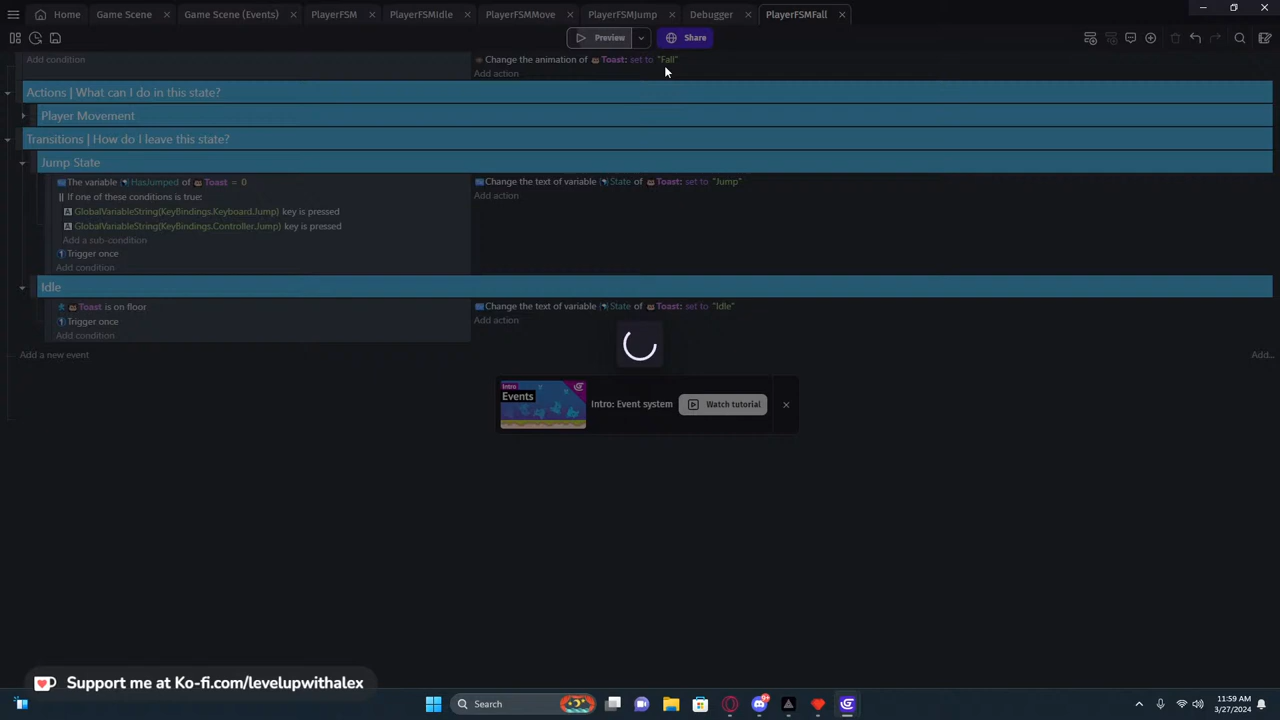 Home
Game Scene
Game Scene (Events)
PlayerFSM
PlayerFSMIdle
PlayerFSMMove
PlayerFSMJump
Debugger
PlayerFSMFall
Preview
Share
Add condition
Change the animation of Toast: set to "Fall"
Add action
Actions | What can I do in this state?
Player Movement
Transitions | How do I leave this state?
Jump State
The variable HasJumped of Toast = 0
Change the text of variable State of Toast: set to "Jump"
If one of these conditions is true:
Add action
GlobalVariableString(KeyBindings.Keyboard.Jump) key is pressed
GlobalVariableString(KeyBindings.Controller.Jump) key is pressed
Add a sub-condition
Trigger once
Add condition
Idle
Toast is on floor
Change the text of variable State of Toast: set to "Idle"
Trigger once
Add action
Add condition
Add a new event
Add...
Intro
Events
Intro: Event system
Watch tutorial
Support me at Ko-fi.com/levelupwithalex
Search
9+
11:59 AM
3/27/2024